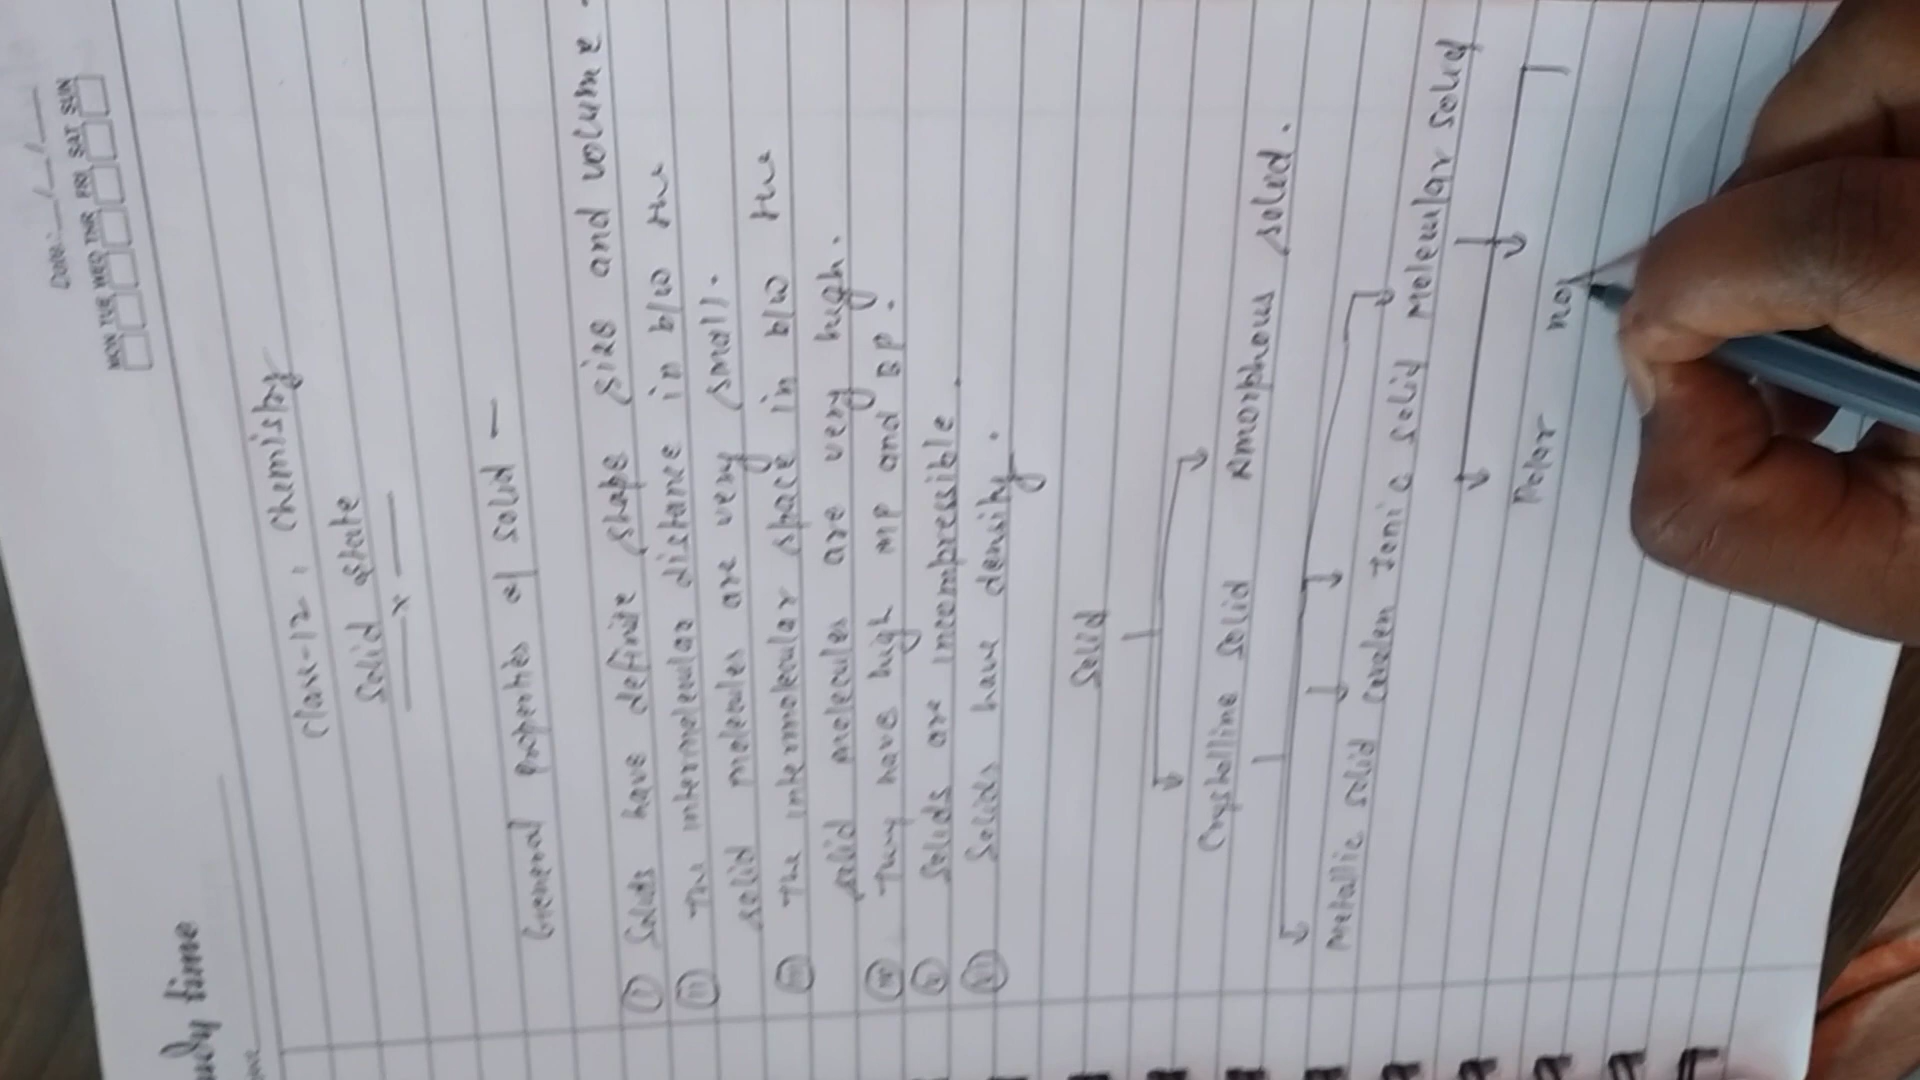 Study time
Date:
MON TUE WED THR FRI SAT SUN
Class-12, Chemistry
Solid State
x
General properties of solid —
(i) Solids have definite shape size and volume.
(ii) The intermolecular distance in b/w the
solid molecules are very small.
(iii) The intermolecular space in b/w the
solid molecules are very high.
(iv) They have high MP and BP.
(v) Solids are incompressible.
(vi) Solids have density.
Solid
Crystalline Solid Amorphous solid.
Metallic solid Covalen Ionic Solid Molecular Solid
Polar No